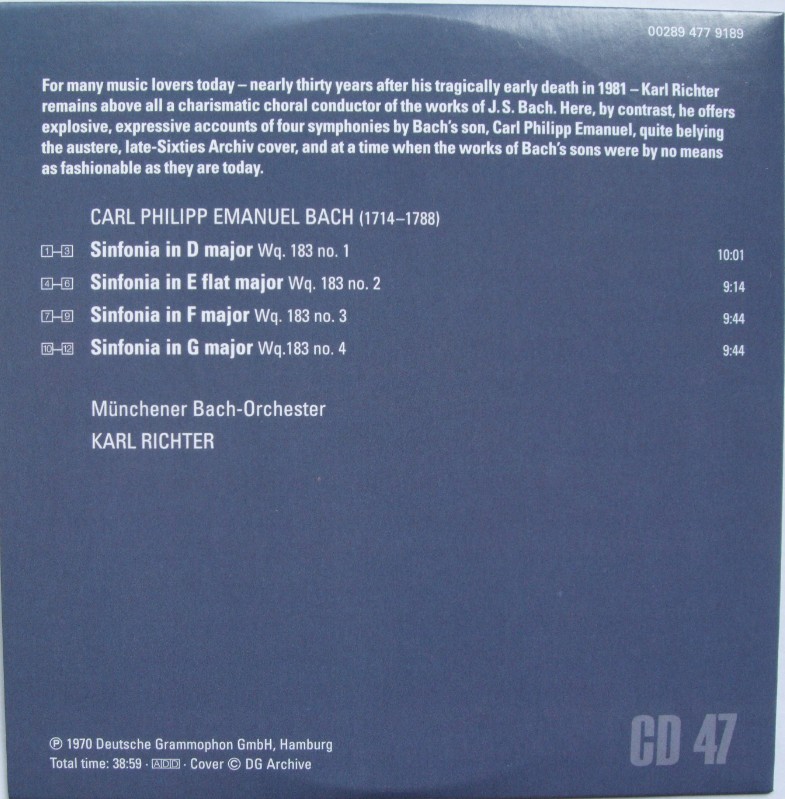 00289 477 9189
For many music lovers today – nearly thirty years after his tragically early death in 1981 – Karl Richter
remains above all a charismatic choral conductor of the works of J.S. Bach. Here, by contrast, he offers
explosive, expressive accounts of four symphonies by Bach's son, Carl Philipp Emanuel, quite belying
the austere, late-Sixties Archiv cover, and at a time when the works of Bach's sons were by no means
as fashionable as they are today.
CARL PHILIPP EMANUEL BACH (1714–1788)
1–3 Sinfonia in D major Wq. 183 no. 1 10:01
4–6 Sinfonia in E flat major Wq. 183 no. 2 9:14
7–9 Sinfonia in F major Wq. 183 no. 3 9:44
10–12 Sinfonia in G major Wq.183 no. 4 9:44
Münchener Bach-Orchester
KARL RICHTER
CD 47
℗ 1970 Deutsche Grammophon GmbH, Hamburg
Total time: 38:59 · ADD · Cover © DG Archive